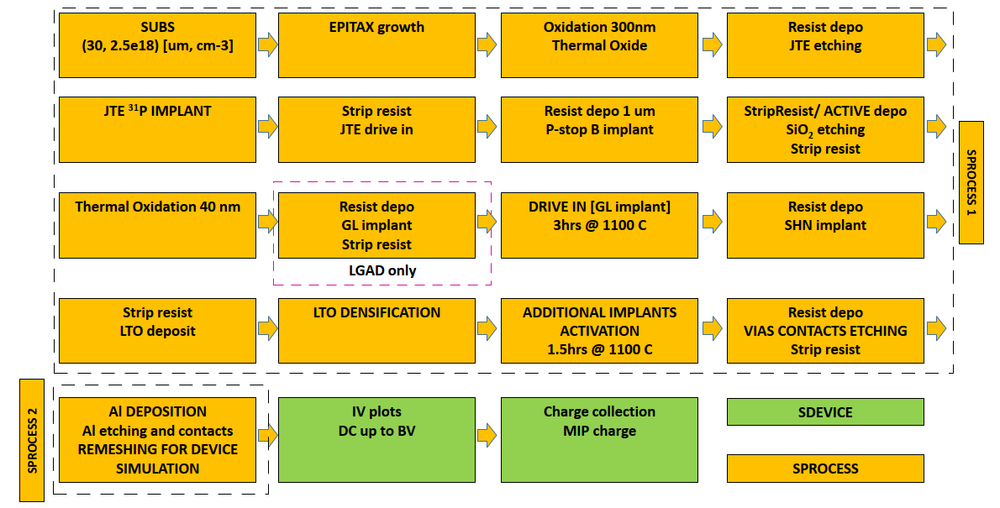 SUBS
(30, 2.5e18) [um, cm-3]
EPITAX growth
Oxidation 300nm
Thermal Oxide
Resist depo
JTE etching
JTE ³¹P IMPLANT
Strip resist
JTE drive in
Resist depo 1 um
P-stop B implant
StripResist/ ACTIVE depo
SiO₂ etching
Strip resist
SPROCESS 1
Thermal Oxidation 40 nm
Resist depo
GL implant
Strip resist
LGAD only
DRIVE IN [GL implant]
3hrs @ 1100 C
Resist depo
SHN implant
Strip resist
LTO deposit
LTO DENSIFICATION
ADDITIONAL IMPLANTS
ACTIVATION
1.5hrs @ 1100 C
Resist depo
VIAS CONTACTS ETCHING
Strip resist
SPROCESS 2
Al DEPOSITION
Al etching and contacts
REMESHING FOR DEVICE
SIMULATION
IV plots
DC up to BV
Charge collection
MIP charge
SDEVICE
SPROCESS